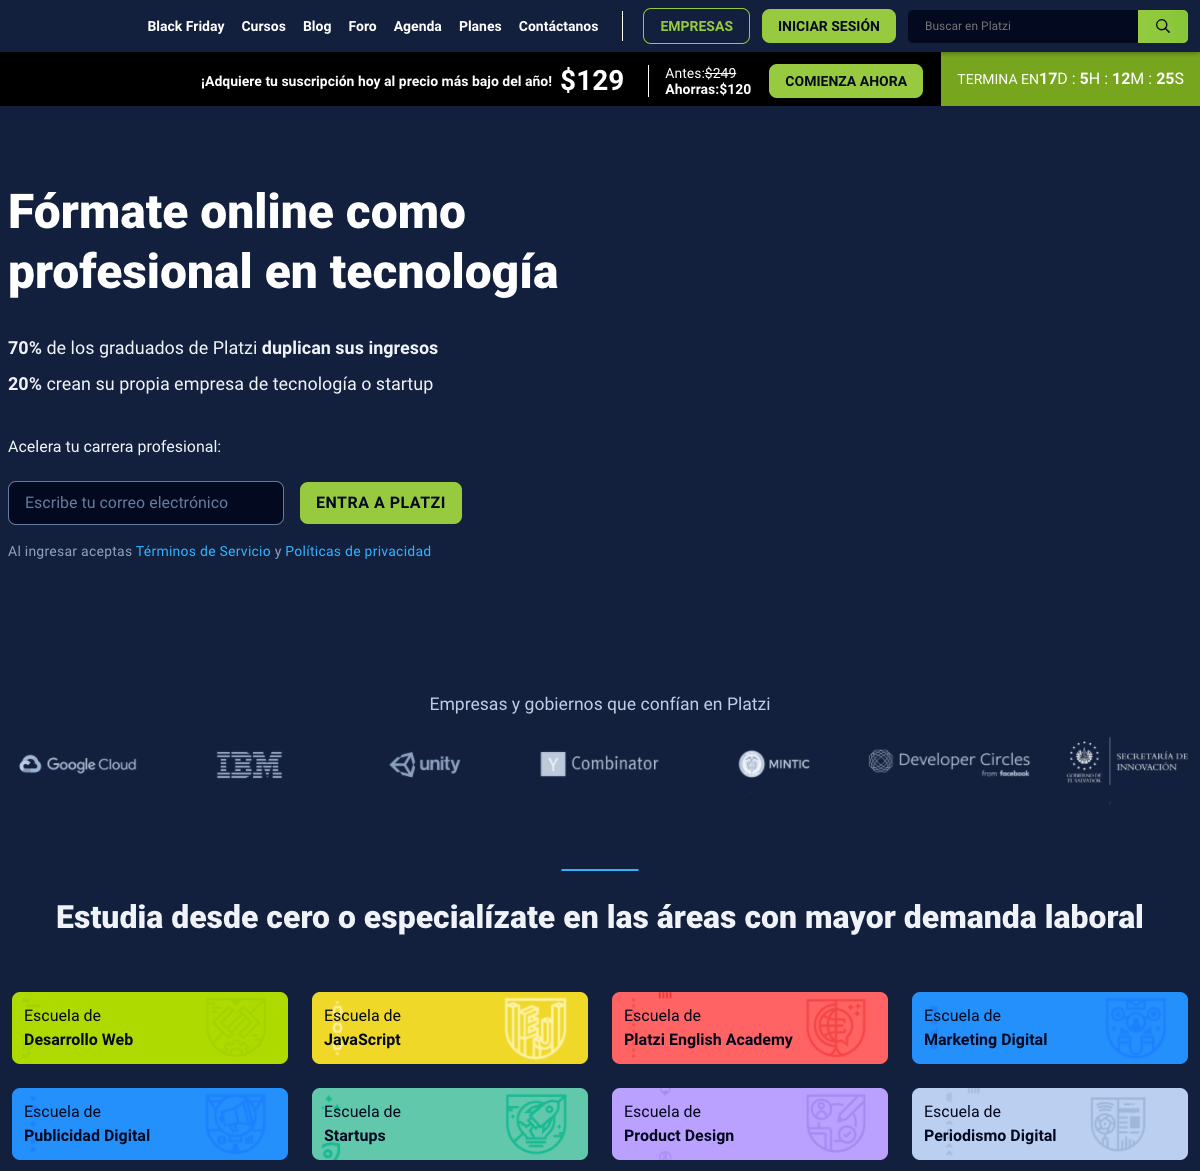 Black Friday Cursos Blog Foro Agenda Planes Contáctanos EMPRESAS INICIAR SESIÓN Buscar en Platzi
¡Adquiere tu suscripción hoy al precio más bajo del año! $129
Antes:$249
Ahorras:$120
COMIENZA AHORA
TERMINA EN17D : 5H : 12M : 25S
Fórmate online como
profesional en tecnología
70% de los graduados de Platzi duplican sus ingresos
20% crean su propia empresa de tecnología o startup
Acelera tu carrera profesional:
Escribe tu correo electrónico
ENTRA A PLATZI
Al ingresar aceptas Términos de Servicio y Políticas de privacidad
Empresas y gobiernos que confían en Platzi
Google Cloud
IBM
unity
Y Combinator
MINTIC
Developer Circles
from facebook
GOBIERNO DE
EL SALVADOR
SECRETARÍA DE
INNOVACIÓN
Estudia desde cero o especialízate en las áreas con mayor demanda laboral
Escuela de
Desarrollo Web
Escuela de
JavaScript
Escuela de
Platzi English Academy
Escuela de
Marketing Digital
Escuela de
Publicidad Digital
Escuela de
Startups
Escuela de
Product Design
Escuela de
Periodismo Digital